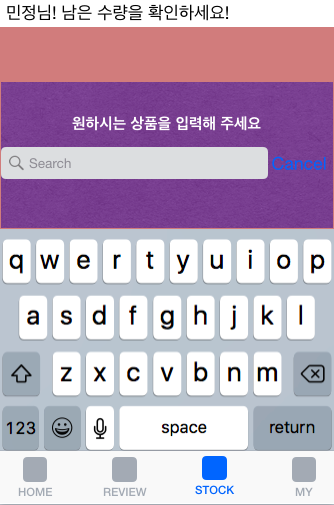 민정님! 남은 수량을 확인하세요!
원하시는 상품을 입력해 주세요
Search Cancel
q w e r t y u i o p
a s d f g h j k l
z x c v b n m
123 space return
HOME REVIEW STOCK MY